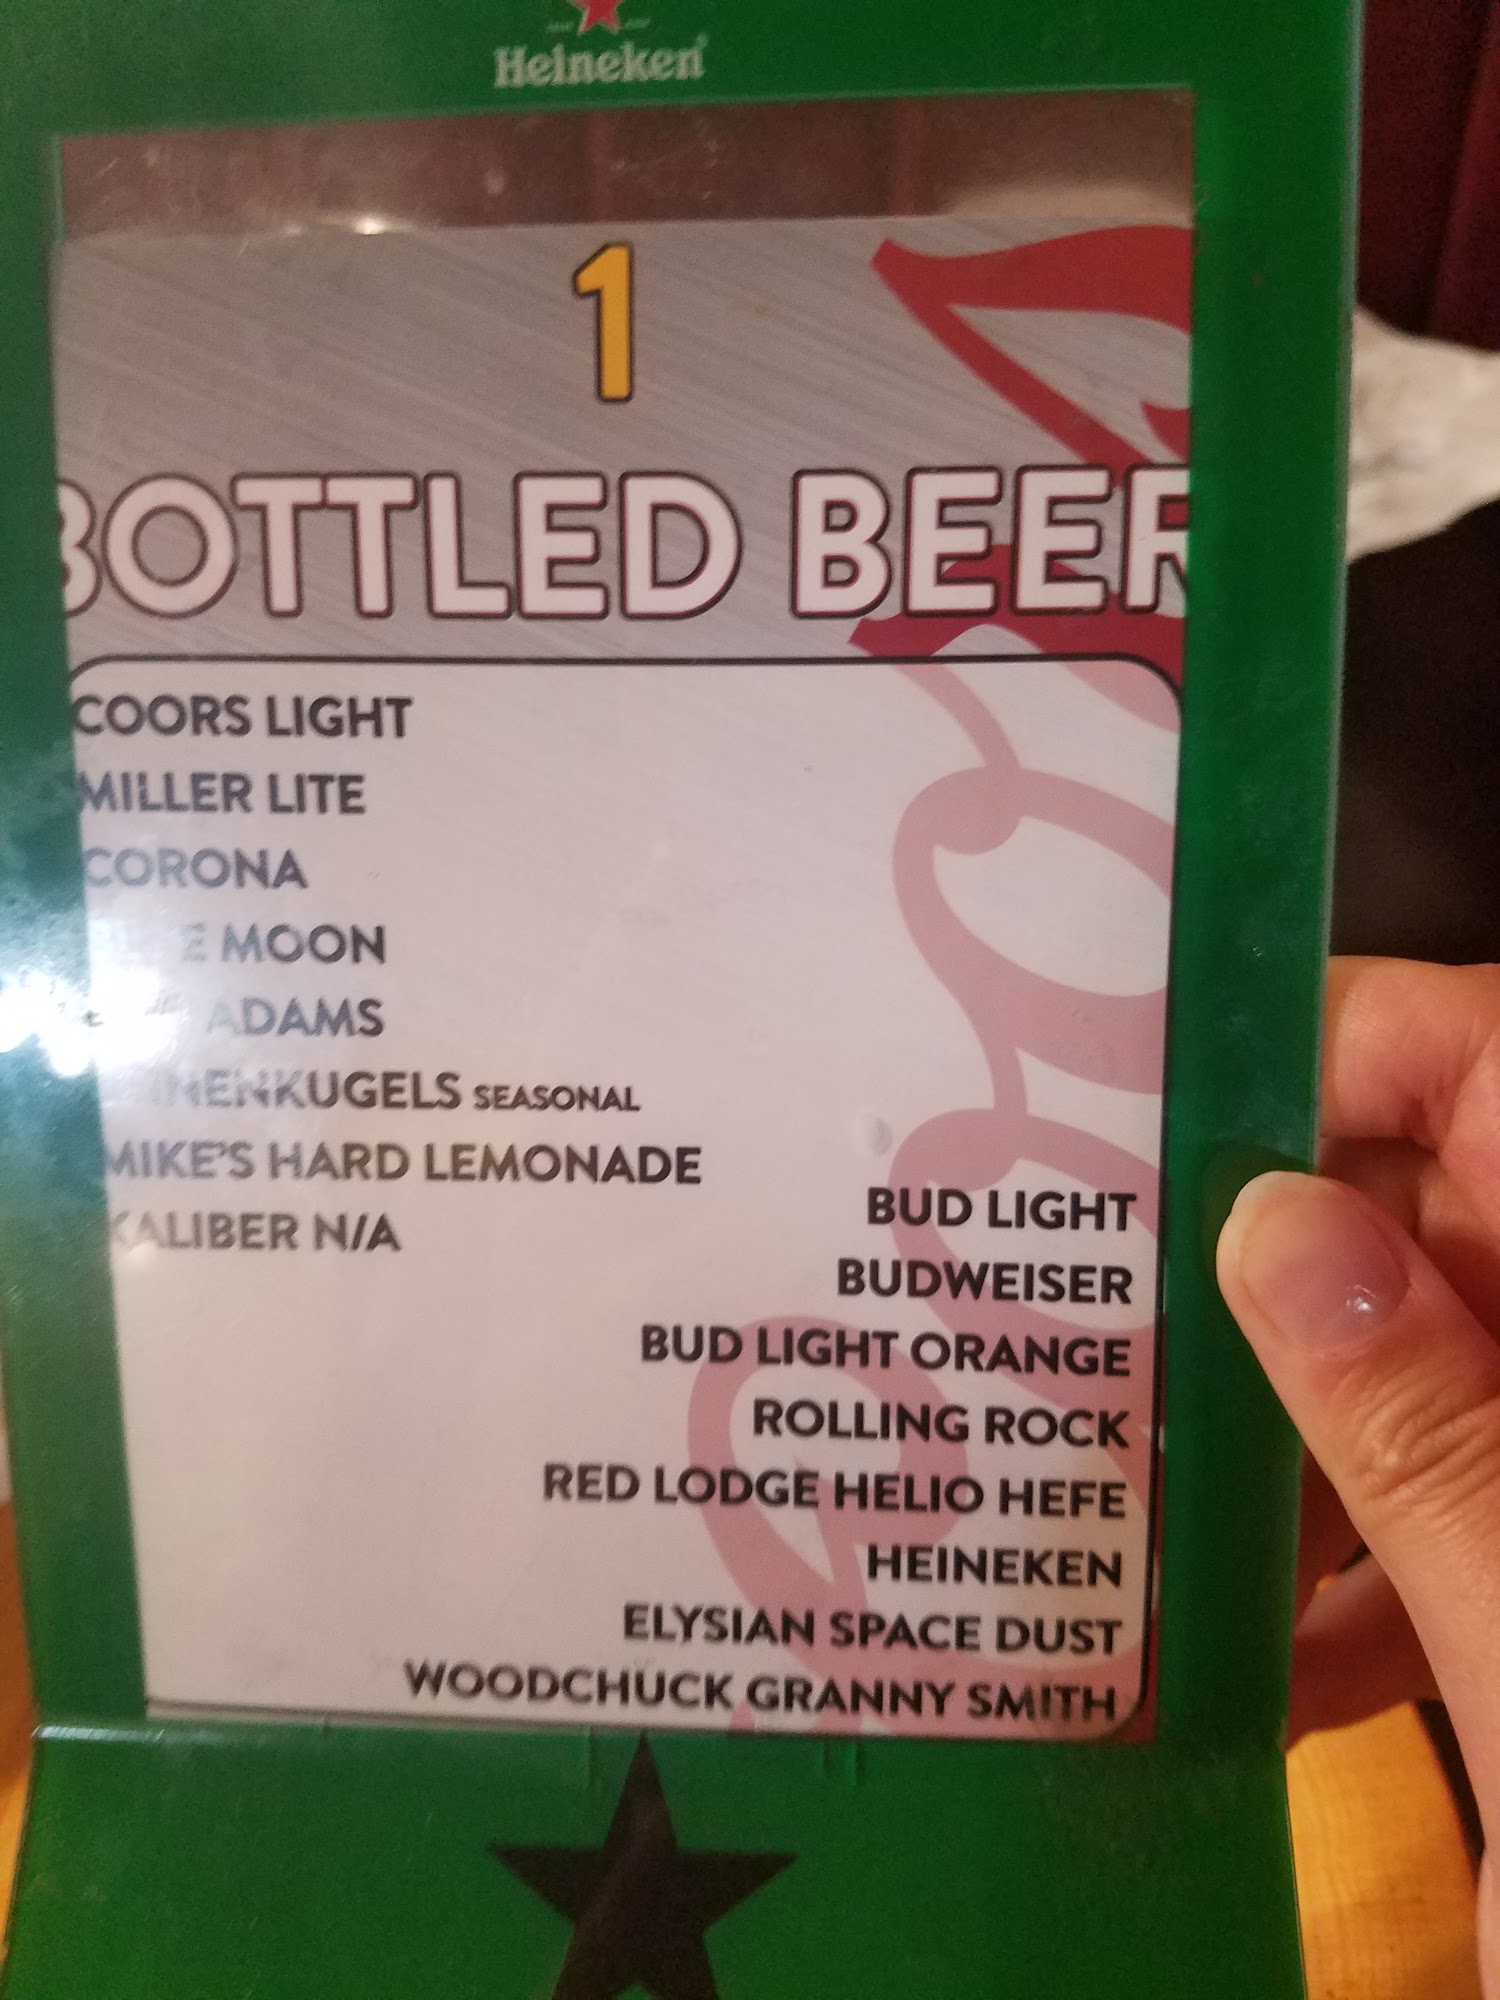 Heineken
1
BOTTLED BEER
COORS LIGHT
MILLER LITE
CORONA
MOON
ADAMS
SEASONAL
MIKE'S HARD LEMONADE
KALIBER N/A
BUD LIGHT
BUDWEISER
BUD LIGHT ORANGE
ROLLING ROCK
RED LODGE HELIO HEFE
HEINEKEN
ELYSIAN SPACE DUST
WOODCHUCK GRANNY SMITH